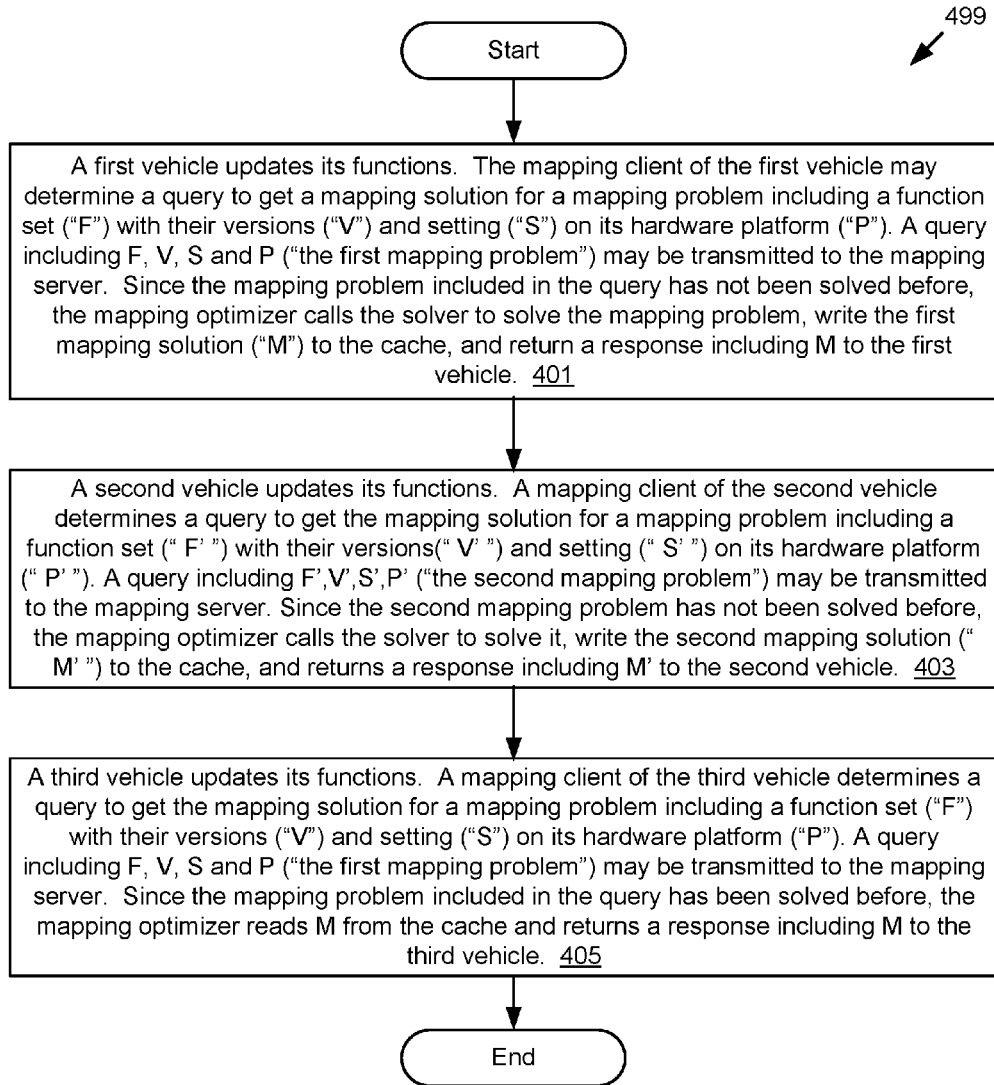 499
Start
A first vehicle updates its functions.  The mapping client of the first vehicle may
determine a query to get a mapping solution for a mapping problem including a function
set (“F”) with their versions (“V”) and setting (“S”) on its hardware platform (“P”). A query
including F, V, S and P (“the first mapping problem”) may be transmitted to the mapping
server.  Since the mapping problem included in the query has not been solved before,
the mapping optimizer calls the solver to solve the mapping problem, write the first
mapping solution (“M”) to the cache, and return a response including M to the first
vehicle.  401
A second vehicle updates its functions.  A mapping client of the second vehicle
determines a query to get the mapping solution for a mapping problem including a
function set (“ F’ ”) with their versions(“ V’ ”) and setting (“ S’ ”) on its hardware platform
(“ P’ ”). A query including F’,V’,S’,P’ (“the second mapping problem”) may be transmitted
to the mapping server. Since the second mapping problem has not been solved before,
the mapping optimizer calls the solver to solve it, write the second mapping solution (“
M’ ”) to the cache, and returns a response including M’ to the second vehicle.  403
A third vehicle updates its functions.  A mapping client of the third vehicle determines a
query to get the mapping solution for a mapping problem including a function set (“F”)
with their versions (“V”) and setting (“S”) on its hardware platform (“P”). A query
including F, V, S and P (“the first mapping problem”) may be transmitted to the mapping
server.  Since the mapping problem included in the query has been solved before, the
mapping optimizer reads M from the cache and returns a response including M to the
third vehicle.  405
End